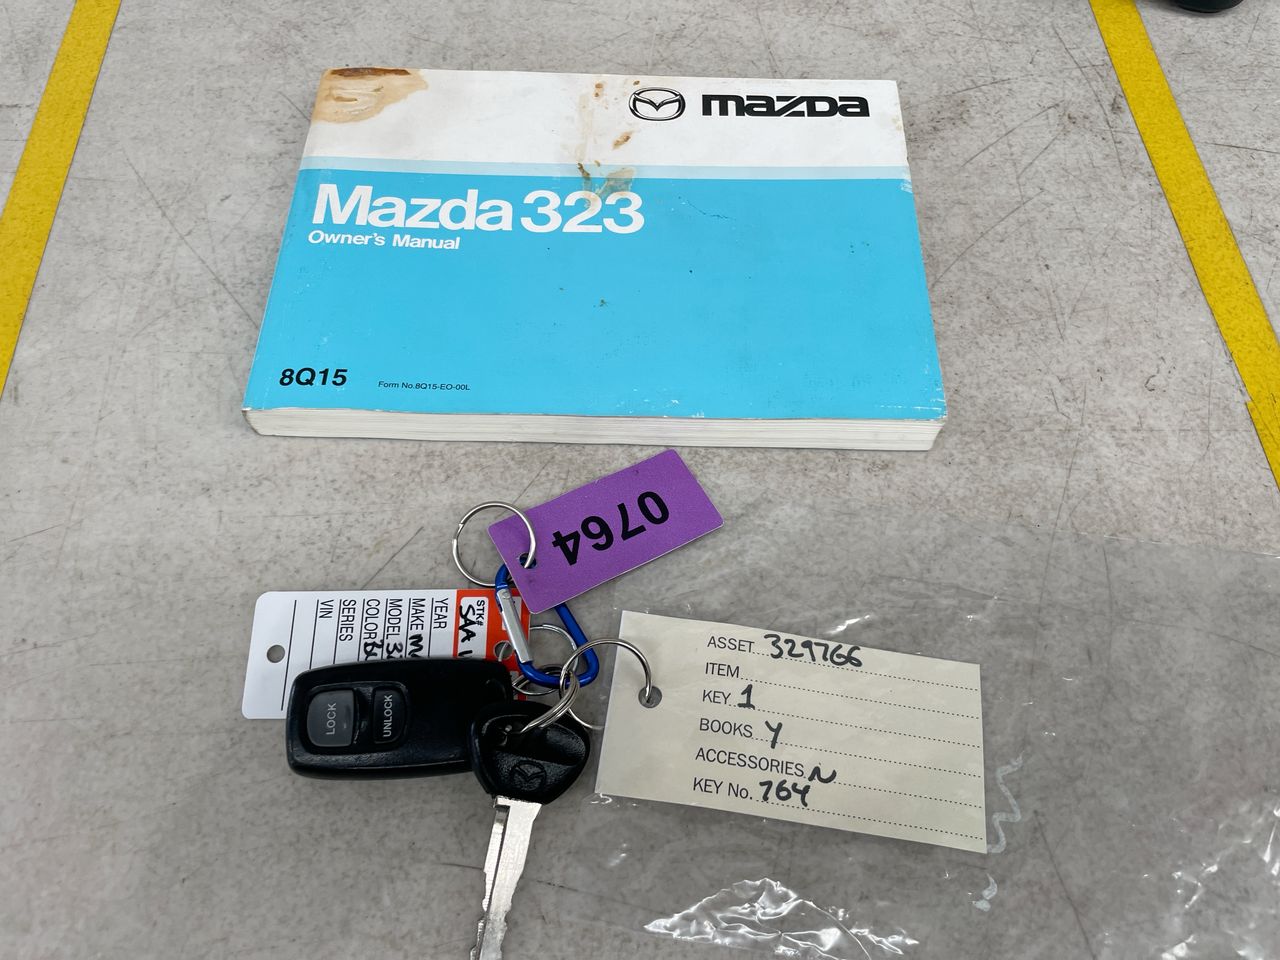 mazda
Mazda 323
Owner's Manual
8Q15
Form No.8Q15-EO-00L
0764
STK#
SAA
YEAR
MAKE
MODEL
COLOR
SERIES
VIN
LOCK
UNLOCK
ASSET 329766
ITEM
KEY 1
BOOKS Y
ACCESSORIES N
KEY No. 764